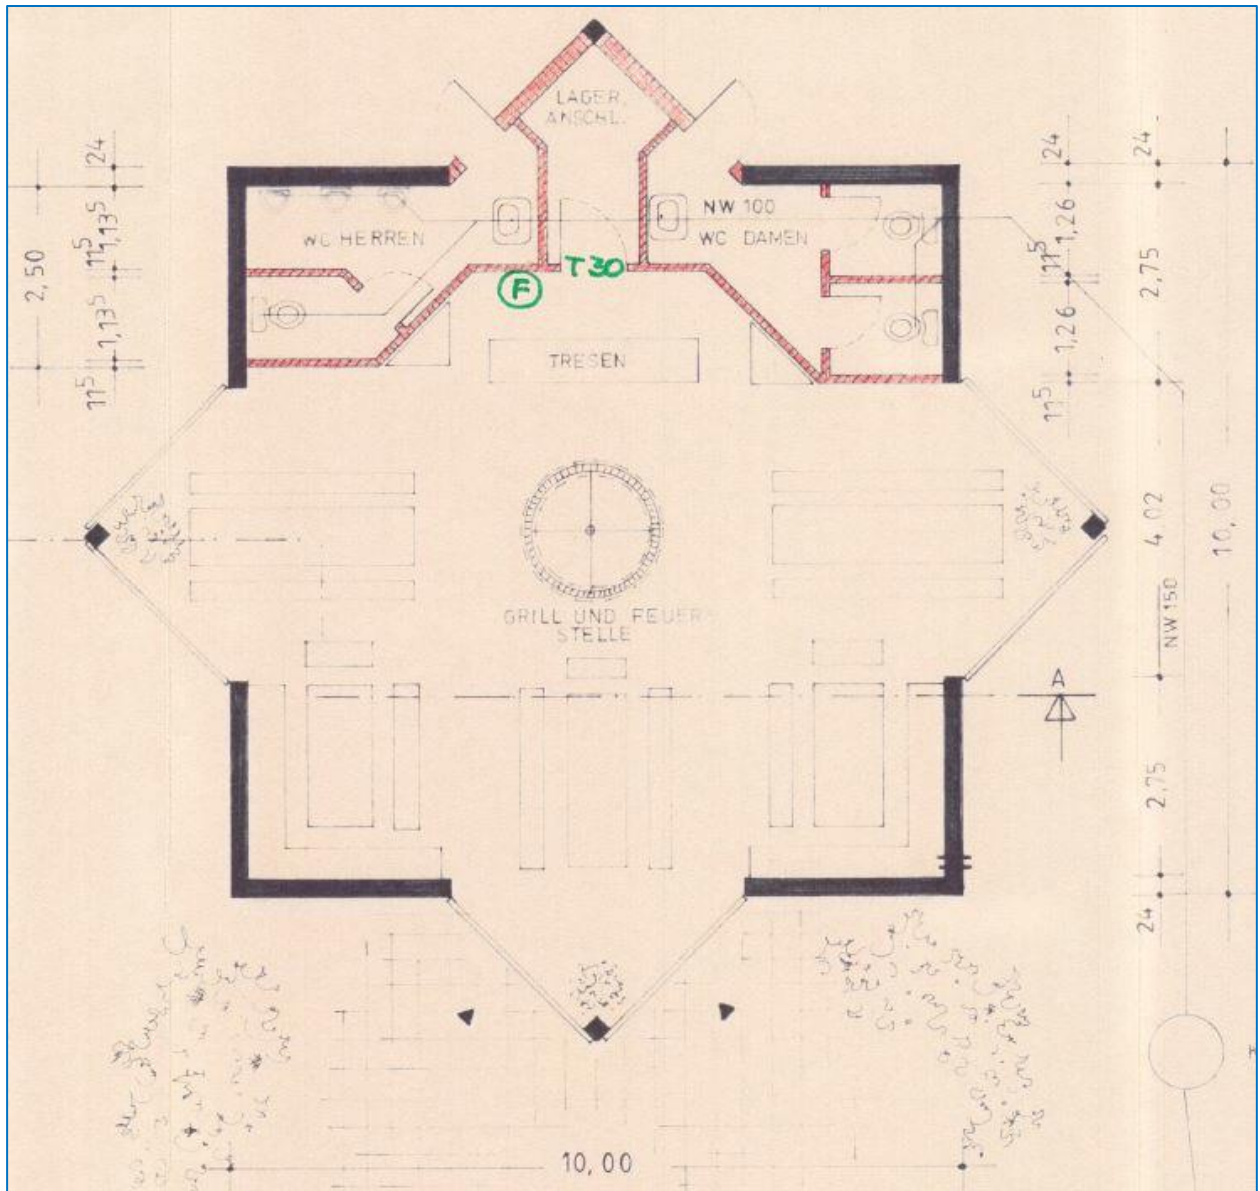 LAGER
ANSCHL.
24
24
24
11⁵ 1,13⁵
WC HERREN
NW 100
WC DAMEN
1,26
11⁵
2,75
2,50
T30
F
1,13⁵
11⁵
TRESEN
1,26
11⁵
4,02
10,00
GRILL UND FEUER
STELLE
NW 150
A
2,75
24
10,00